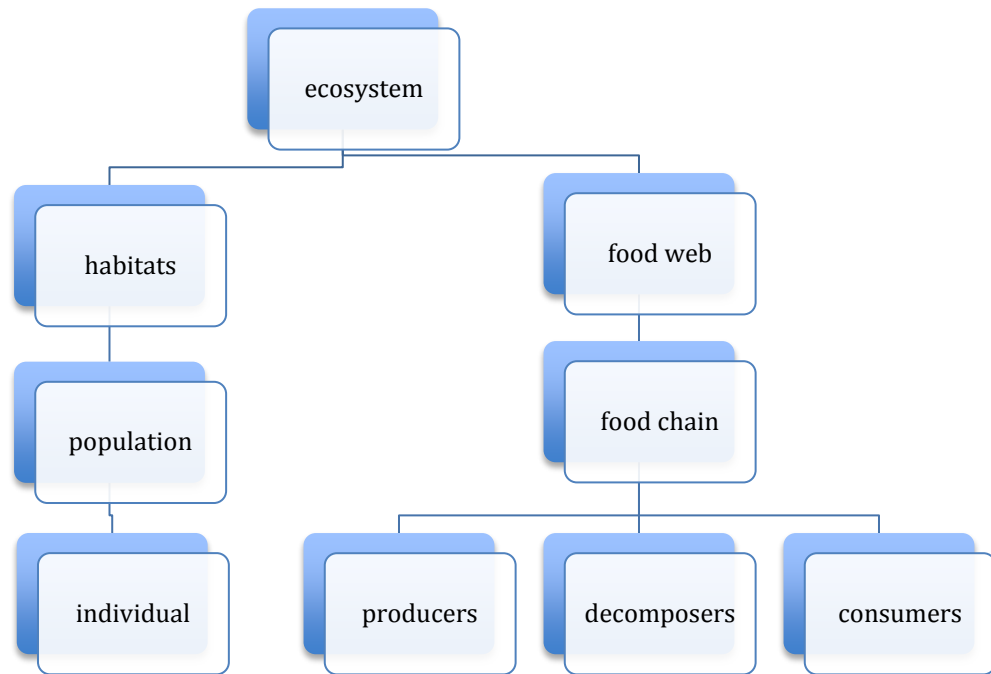 ecosystem
habitats
food web
population
food chain
individual
producers
decomposers
consumers